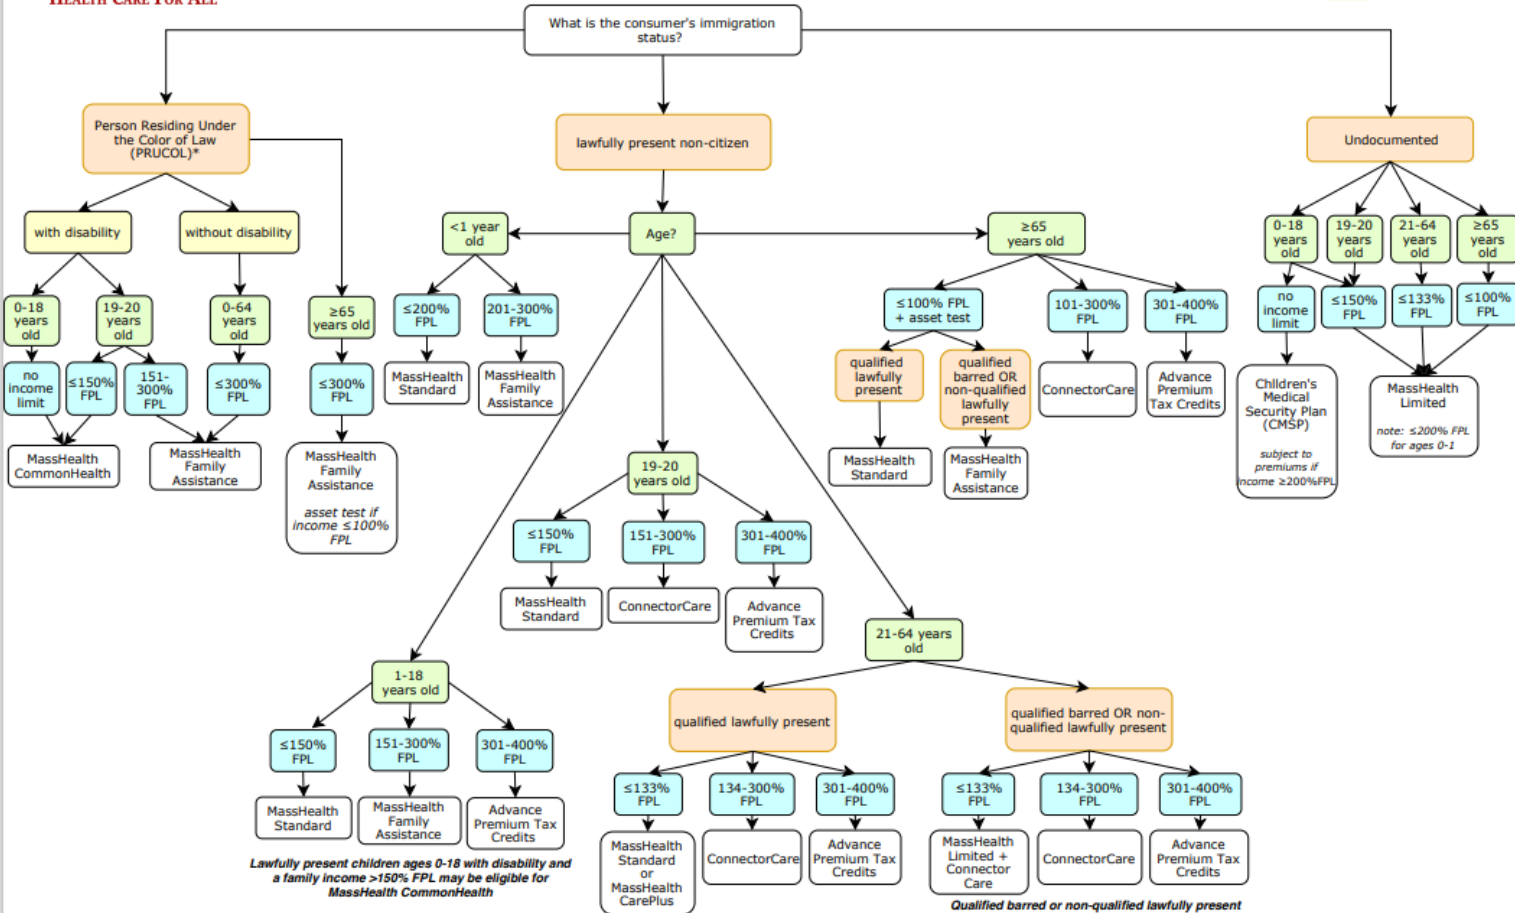 HEALTH CARE FOR ALL
What is the consumer's immigration
status?
Person Residing Under
the Color of Law
(PRUCOL)*
lawfully present non-citizen
Undocumented
with disability
without disability
<1 year
old
Age?
≥65
years old
0-18
years
old
19-20
years
old
21-64
years
old
≥65
years
old
0-18
years
old
19-20
years
old
0-64
years
old
≥65
years old
≤200%
FPL
201-300%
FPL
≤100% FPL
+ asset test
101-300%
FPL
301-400%
FPL
no
income
limit
≤150%
FPL
≤133%
FPL
≤100%
FPL
no
income
limit
≤150%
FPL
151-
300%
FPL
≤300%
FPL
≤300%
FPL
MassHealth
Standard
MassHealth
Family
Assistance
qualified
lawfully
present
qualified
barred OR
non-qualified
lawfully
present
ConnectorCare
Advance
Premium
Tax Credits
Children's
Medical
Security Plan
(CMSP)
subject to
premiums if
income ≥200%FPL
MassHealth
Limited
note: ≤200% FPL
for ages 0-1
MassHealth
CommonHealth
MassHealth
Family
Assistance
MassHealth
Family
Assistance
asset test if
income ≤100%
FPL
MassHealth
Standard
MassHealth
Family
Assistance
19-20
years old
≤150%
FPL
151-300%
FPL
301-400%
FPL
MassHealth
Standard
ConnectorCare
Advance
Premium Tax
Credits
21-64 years
old
1-18
years old
qualified lawfully present
qualified barred OR non-
qualified lawfully present
≤150%
FPL
151-300%
FPL
301-400%
FPL
≤133%
FPL
134-300%
FPL
301-400%
FPL
≤133%
FPL
134-300%
FPL
301-400%
FPL
MassHealth
Standard
MassHealth
Family
Assistance
Advance
Premium Tax
Credits
MassHealth
Standard
or
MassHealth
CarePlus
ConnectorCare
Advance
Premium Tax
Credits
MassHealth
Limited +
Connector
Care
ConnectorCare
Advance
Premium Tax
Credits
Lawfully present children ages 0-18 with disability and
a family income >150% FPL may be eligible for
MassHealth CommonHealth
Qualified barred or non-qualified lawfully present